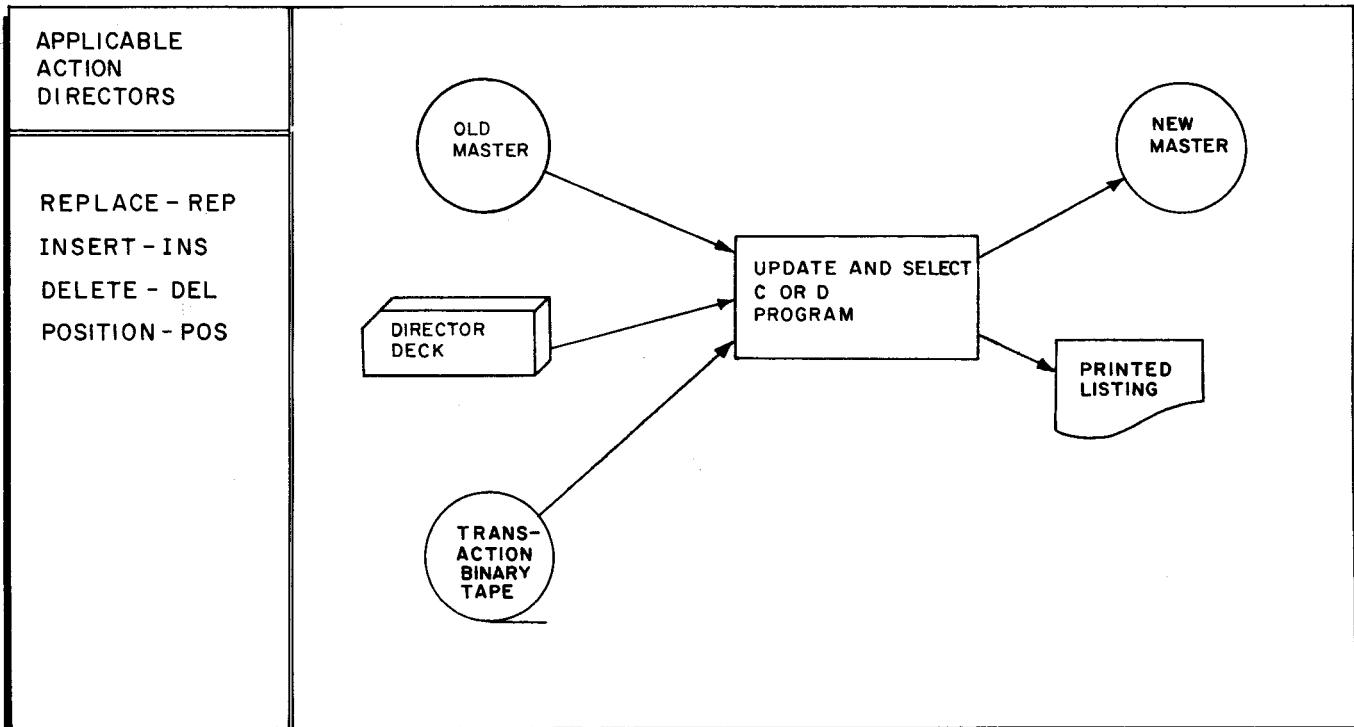 APPLICABLE
ACTION
DIRECTORS
REPLACE - REP
INSERT - INS
DELETE - DEL
POSITION - POS
OLD
MASTER
DIRECTOR
DECK
TRANS-
ACTION
BINARY
TAPE
UPDATE AND SELECT
C OR D
PROGRAM
NEW
MASTER
PRINTED
LISTING